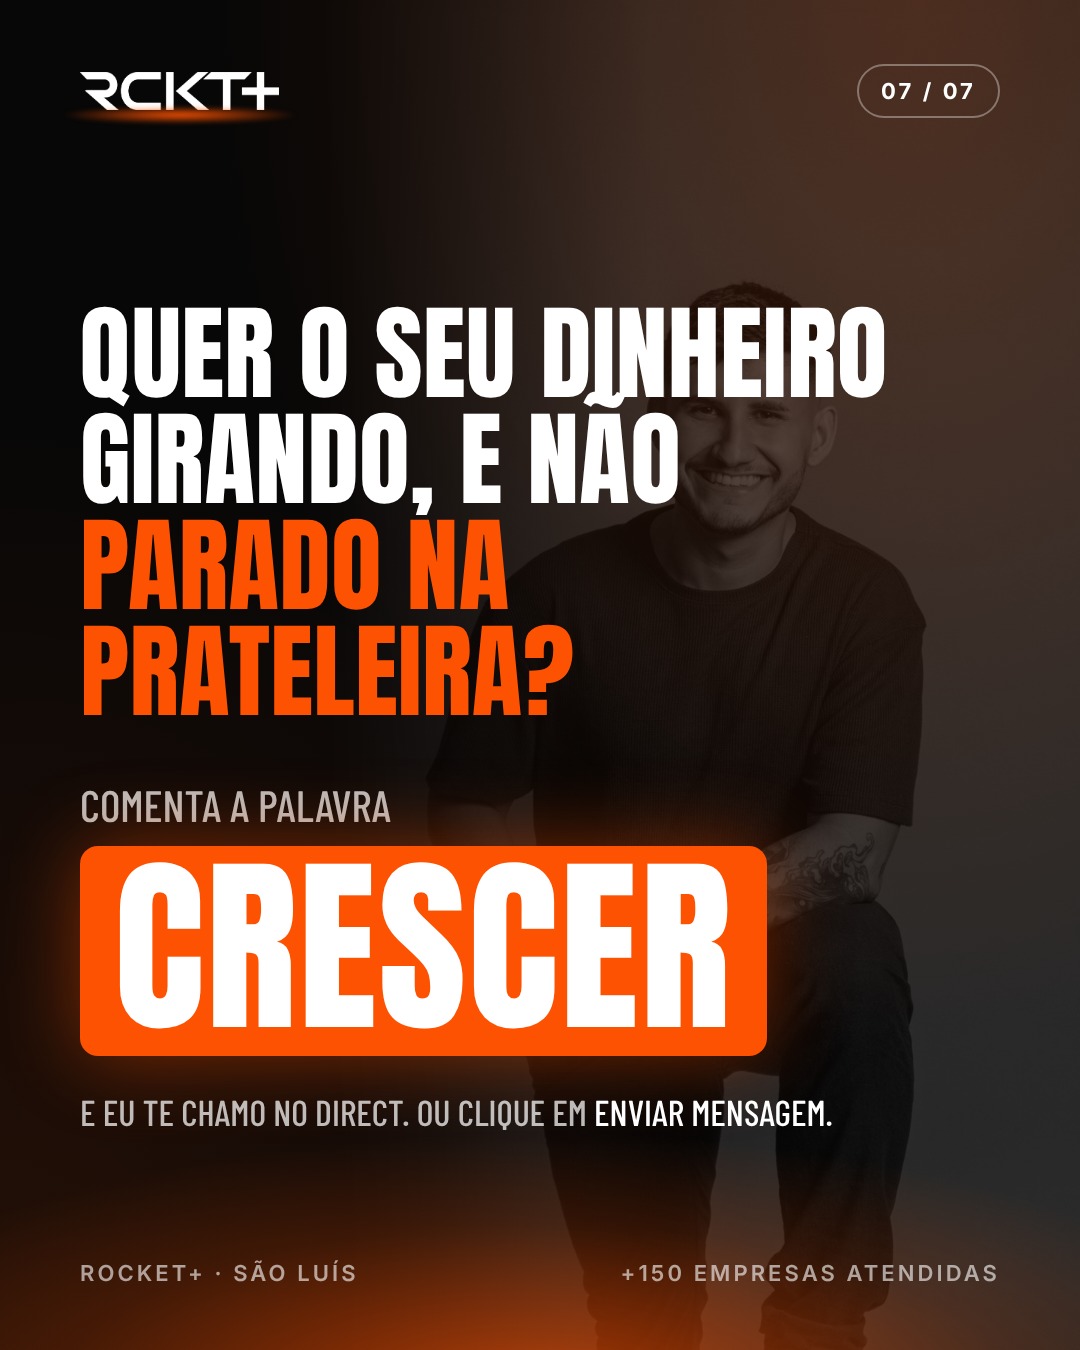 RCKT+
07 / 07
QUER O SEU DINHEIRO
GIRANDO, E NÃO
PARADO NA
PRATELEIRA?
COMENTA A PALAVRA
CRESCER
E EU TE CHAMO NO DIRECT. OU CLIQUE EM ENVIAR MENSAGEM.
ROCKET+ · SÃO LUÍS
+150 EMPRESAS ATENDIDAS